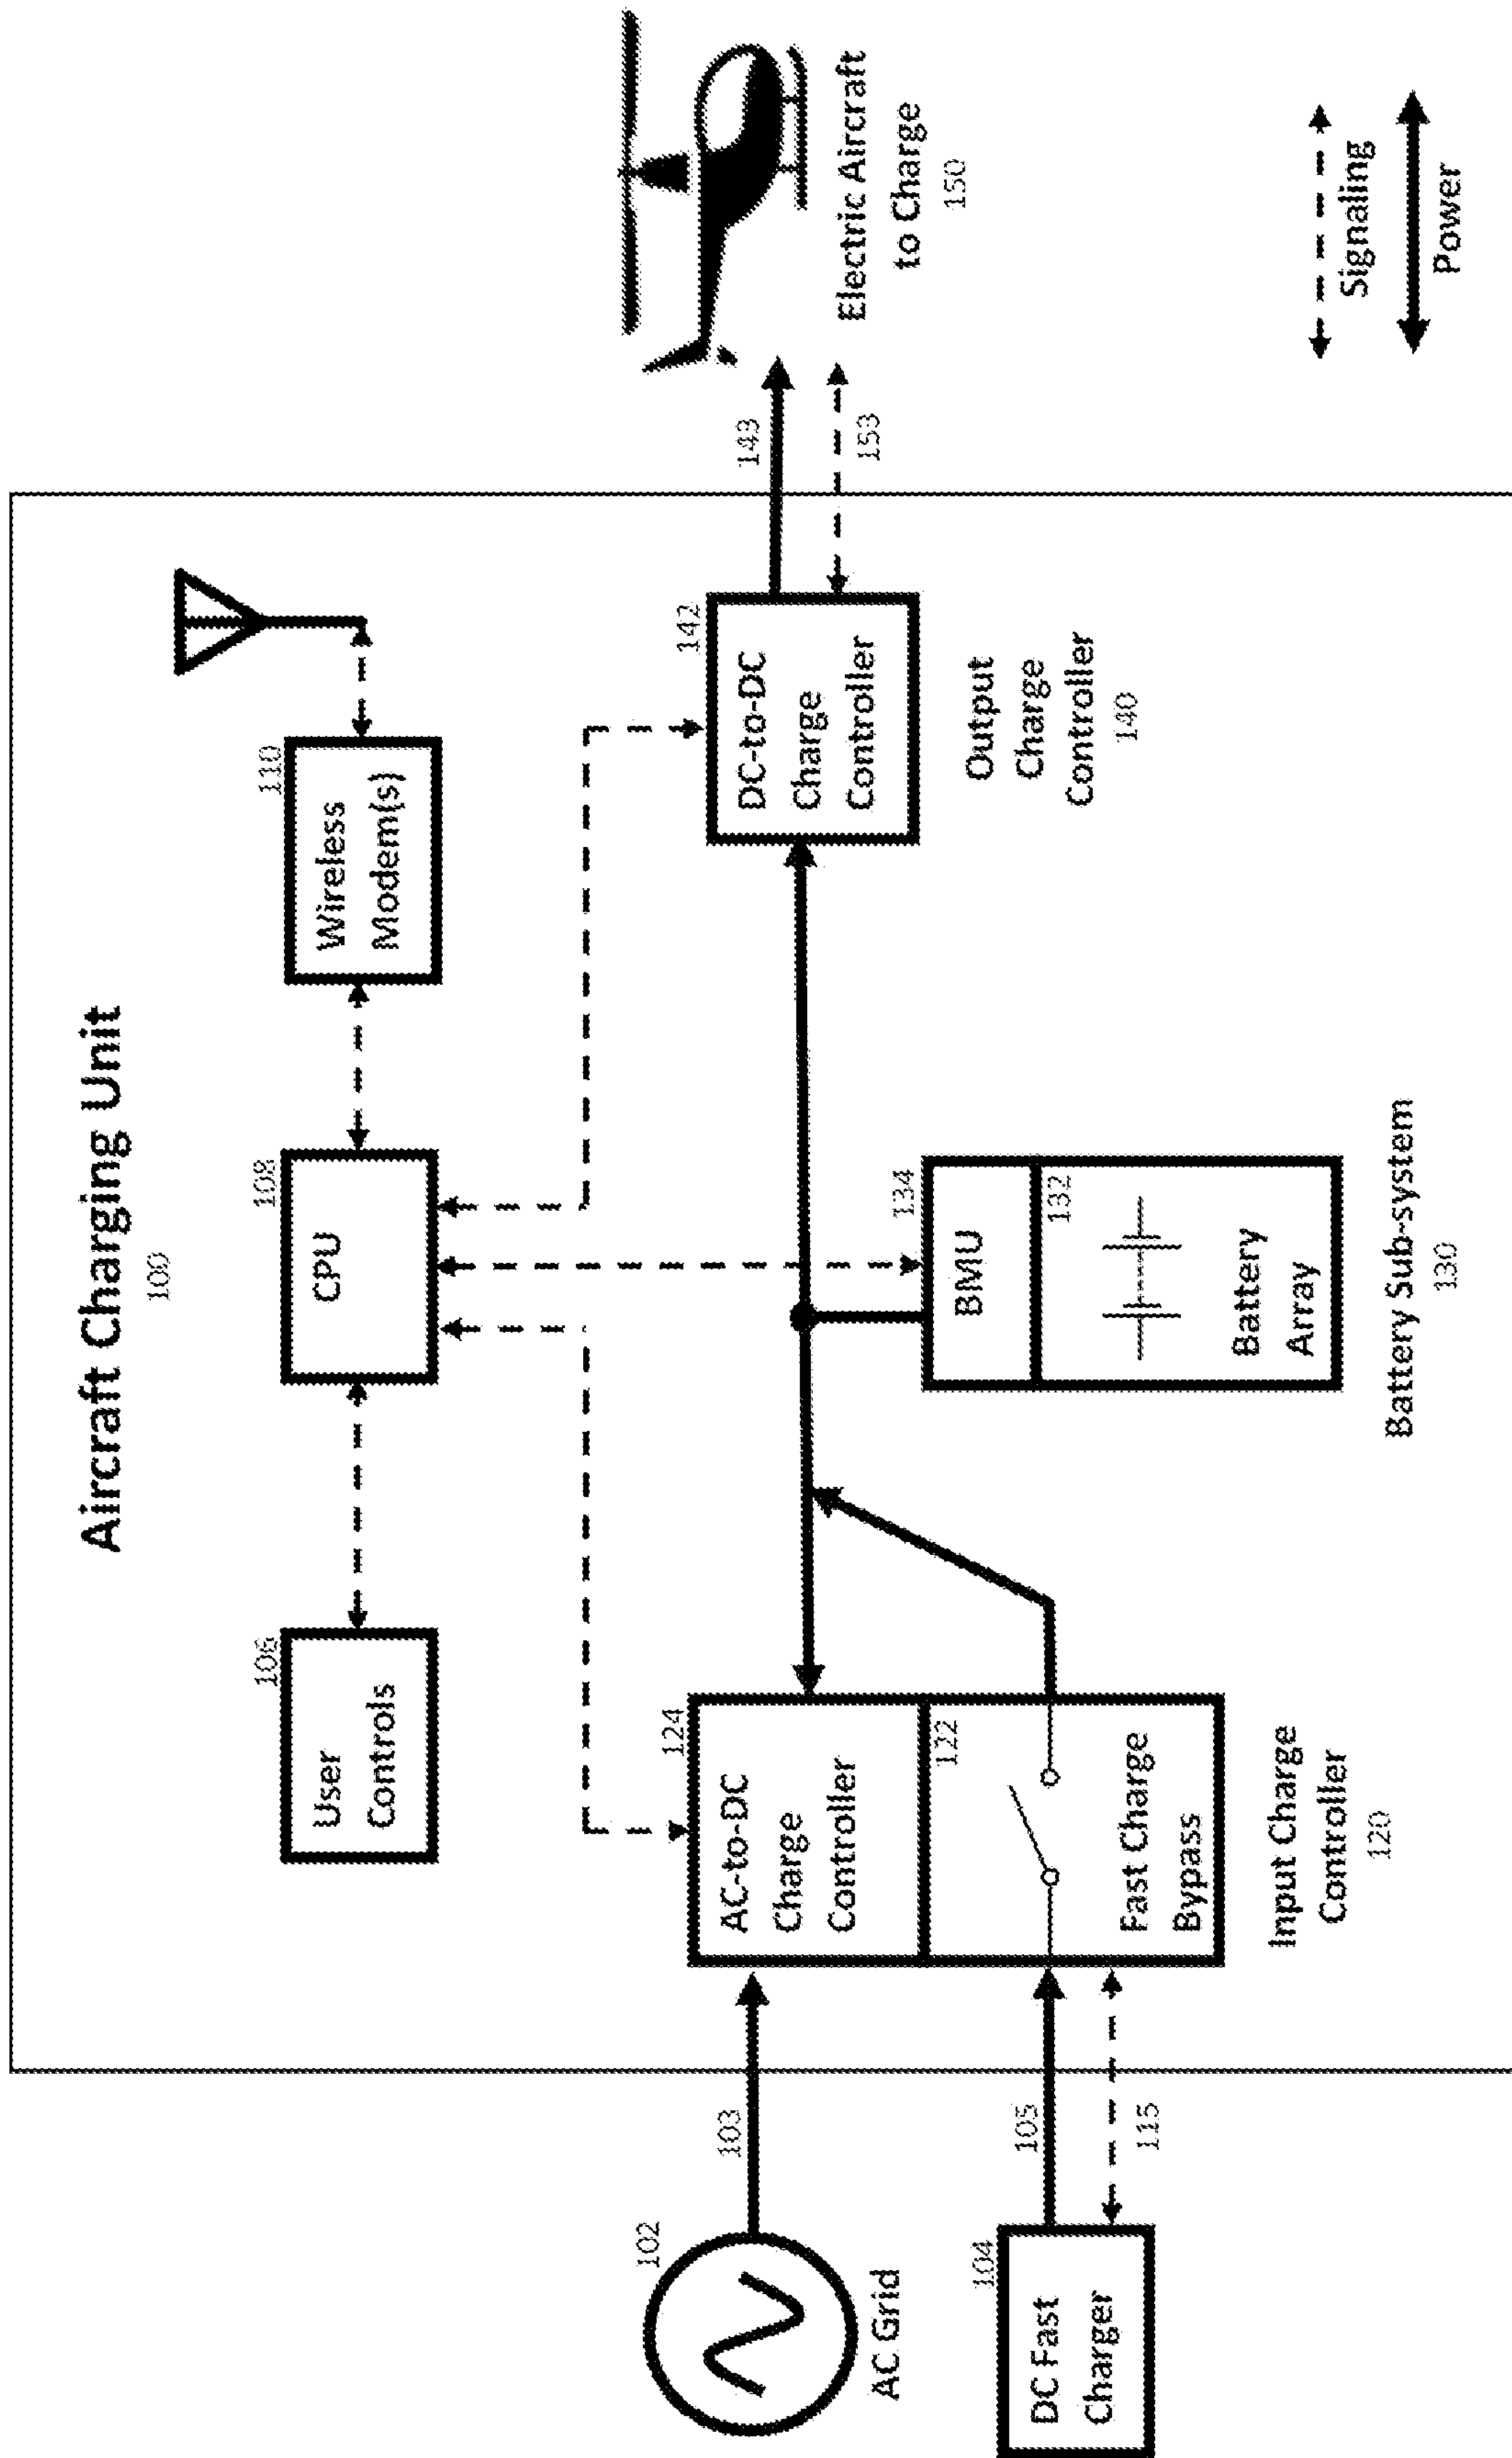 Aircraft Charging Unit
100
106
User
Controls
108
CPU
110
Wireless
Modem(s)
102
AC Grid
103
104
DC Fast
Charger
105
115
124
AC-to-DC
Charge
Controller
122
Fast Charge
Bypass
Input Charge
Controller
120
134
BMU
132
Battery
Array
Battery Sub-system
130
142
DC-to-DC
Charge
Controller
Output
Charge
Controller
140
143
153
Electric Aircraft
to Charge
150
Signaling
Power